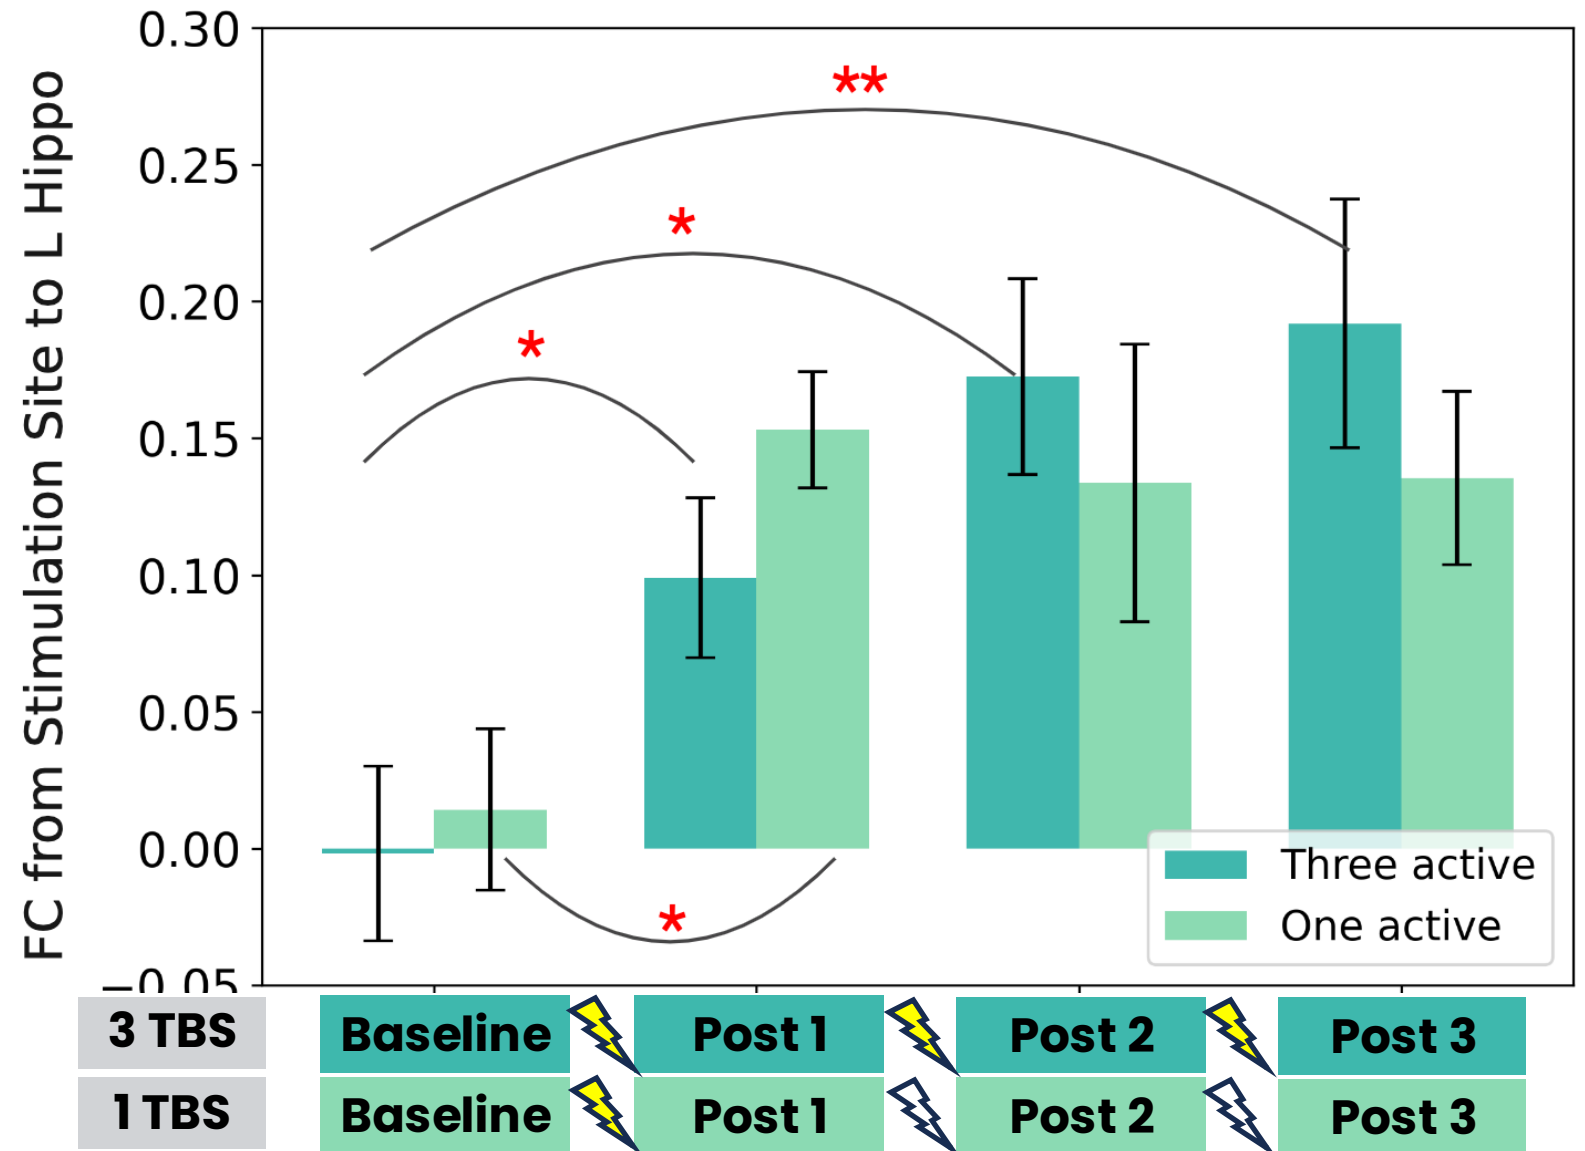 FC from Stimulation Site to L Hippo
0.30
0.25
0.20
0.15
0.10
0.05
0.00
−0.05
**
*
*
*
Three active
One active
3 TBS Baseline Post 1 Post 2 Post 3
1 TBS Baseline Post 1 Post 2 Post 3